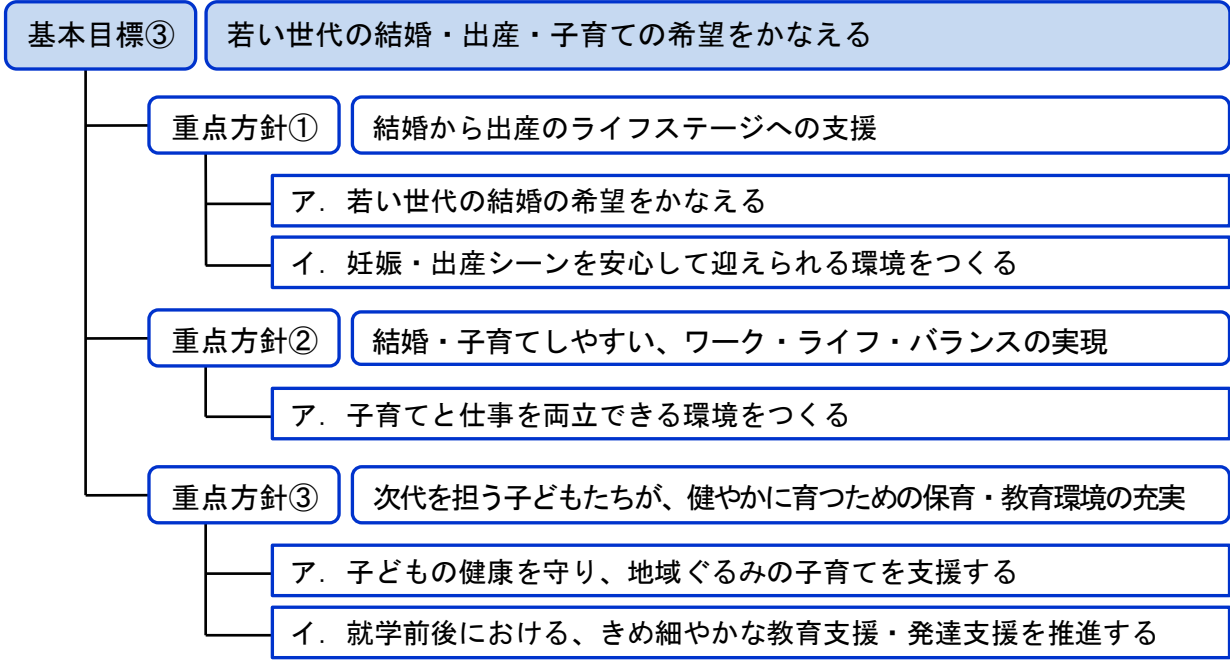 基本目標③ 若い世代の結婚・出産・子育ての希望をかなえる
重点方針① 結婚から出産のライフステージへの支援
ア．若い世代の結婚の希望をかなえる
イ．妊娠・出産シーンを安心して迎えられる環境をつくる
重点方針② 結婚・子育てしやすい、ワーク・ライフ・バランスの実現
ア．子育てと仕事を両立できる環境をつくる
重点方針③ 次代を担う子どもたちが、健やかに育つための保育・教育環境の充実
ア．子どもの健康を守り、地域ぐるみの子育てを支援する
イ．就学前後における、きめ細やかな教育支援・発達支援を推進する